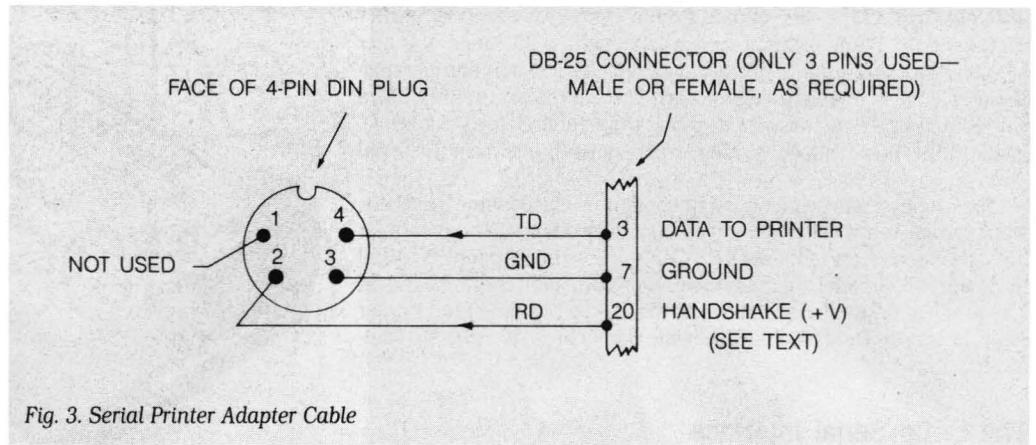 DB-25 CONNECTOR (ONLY 3 PINS USED—
MALE OR FEMALE, AS REQUIRED)
FACE OF 4-PIN DIN PLUG
1
4
2
3
NOT USED
TD
3
DATA TO PRINTER
GND
7
GROUND
RD
20
HANDSHAKE (+V)
(SEE TEXT)
Fig. 3. Serial Printer Adapter Cable